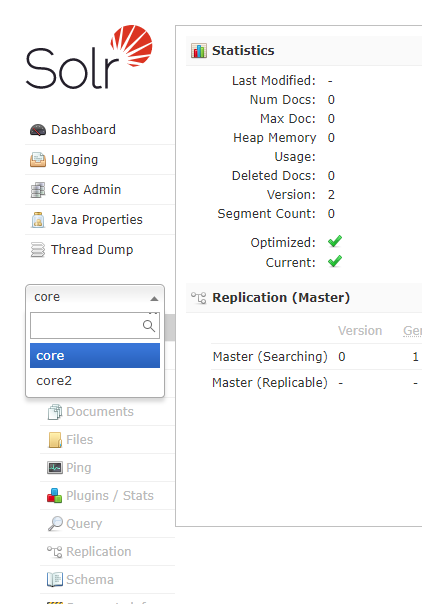 Solr
Dashboard
Logging
Core Admin
Java Properties
Thread Dump
core
core
core2
Documents
Files
Ping
Plugins / Stats
Query
Replication
Schema
Statistics
Last Modified: -
Num Docs: 0
Max Doc: 0
Heap Memory 0
Usage:
Deleted Docs: 0
Version: 2
Segment Count: 0
Optimized:
Current:
Replication (Master)
Version Ge
Master (Searching) 0 1
Master (Replicable) - -